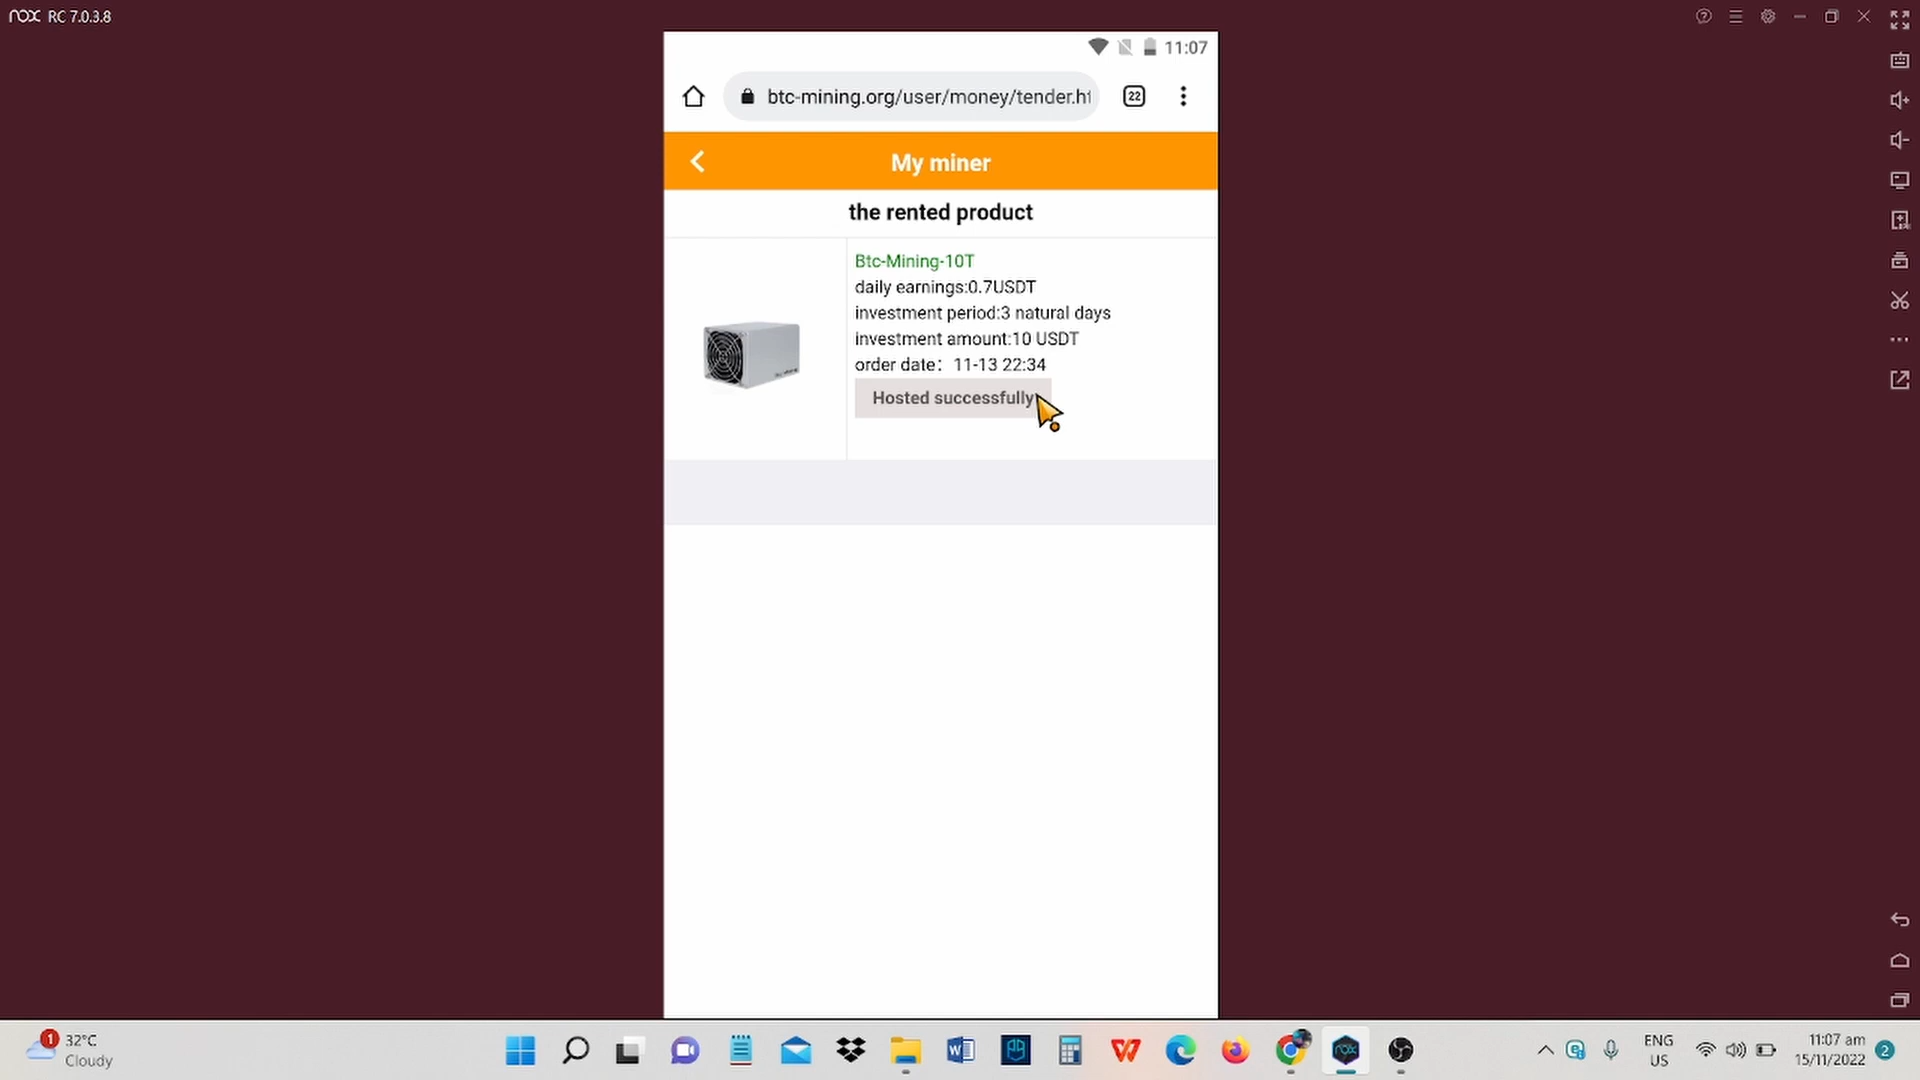 nox RC 7.0.3.8
11:07
btc-mining.org/user/money/tender.ht
22
My miner
the rented product
Btc-Mining-10T
daily earnings:0.7USDT
investment period:3 natural days
investment amount:10 USDT
order date：11-13 22:34
Hosted successfully
1
32°C
Cloudy
ENG
US
11:07 am
15/11/2022
2